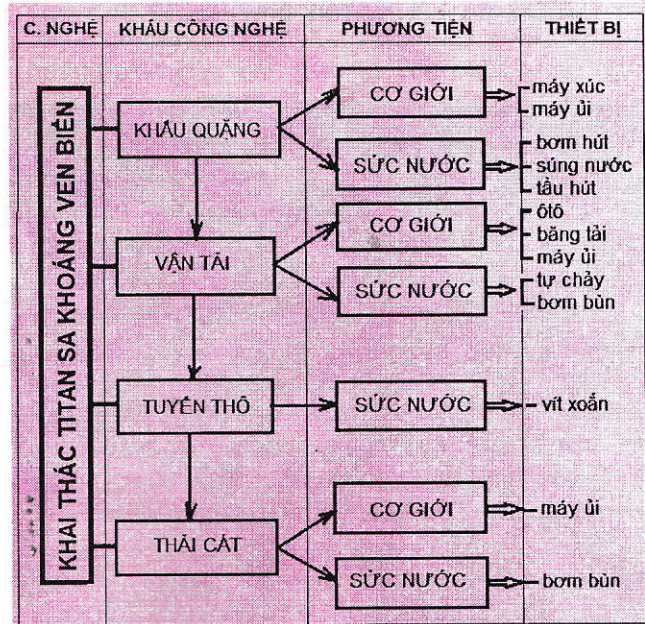 C. NGHỆ KHÂU CÔNG NGHỆ PHƯƠNG TIỆN THIẾT BỊ
KHAI THÁC TITAN SA KHOÁNG VEN BIỂN
KHẤU QUẶNG
CƠ GIỚI
máy xúc
máy ủi
SỨC NƯỚC
bơm hút
súng nước
tầu hút
VẬN TẢI
CƠ GIỚI
ôtô
băng tải
máy ủi
SỨC NƯỚC
tự chảy
bơm bùn
TUYỂN THÔ
SỨC NƯỚC
vít xoắn
THẢI CÁT
CƠ GIỚI
máy ủi
SỨC NƯỚC
bơm bùn